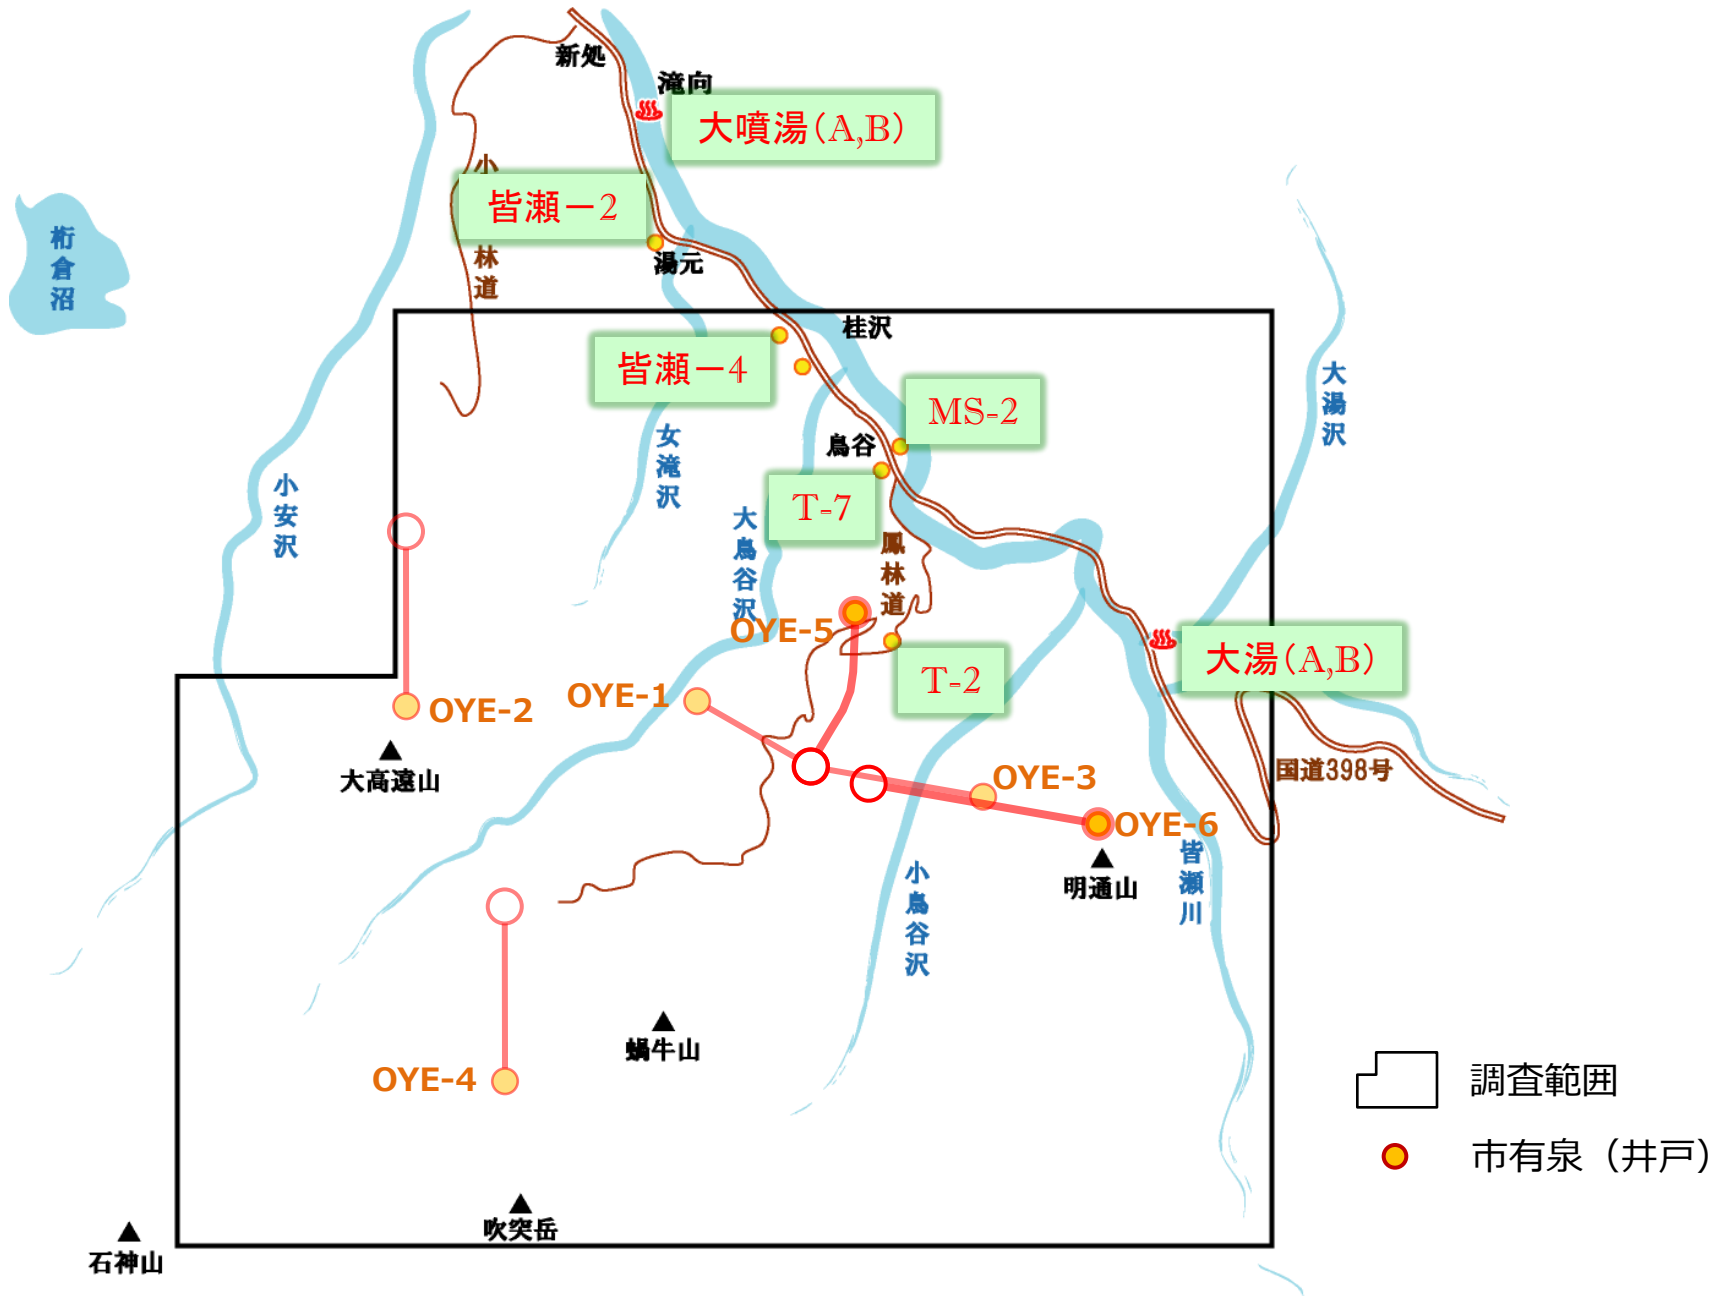 新処
滝向
大噴湯（A,B）
小
林
道
皆瀬－2
湯元
桁倉沼
桂沢
皆瀬－4
MS-2
鳥谷
大湯沢
女滝沢
小安沢
T-7
大鳥谷沢
鳳林道
OYE-5
大湯（A,B）
T-2
OYE-1
OYE-2
大高遠山
OYE-3
国道398号
OYE-6
皆瀬川
明通山
小鳥谷沢
蝸牛山
OYE-4
調査範囲
市有泉（井戸）
吹突岳
石神山